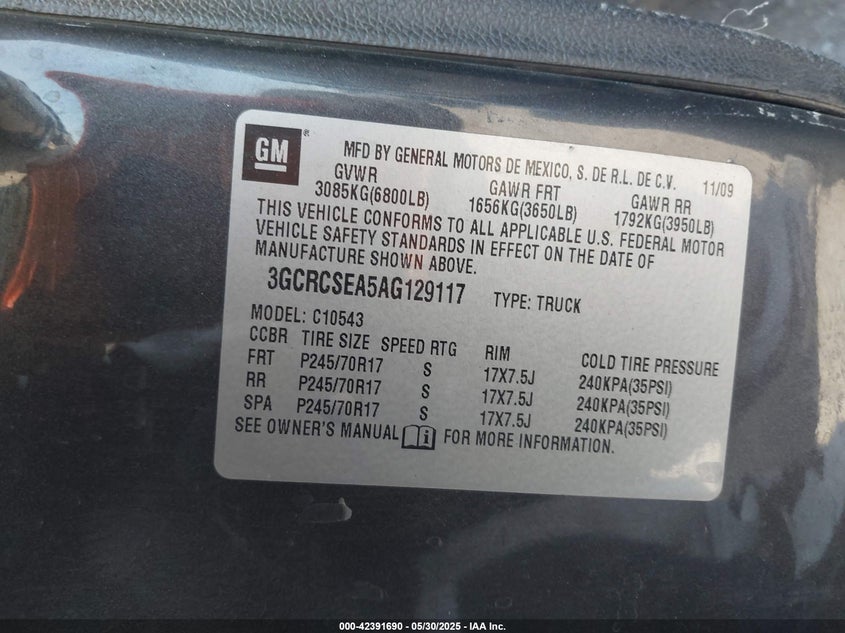 GM ® MFD BY GENERAL MOTORS DE MEXICO, S. DE R.L. DE C.V. 11/09
GVWR GAWR FRT GAWR RR
3085KG(6800LB) 1656KG(3650LB) 1792KG(3950LB)
THIS VEHICLE CONFORMS TO ALL APPLICABLE U.S. FEDERAL MOTOR
VEHICLE SAFETY STANDARDS IN EFFECT ON THE DATE OF
MANUFACTURE SHOWN ABOVE.
3GCRCSEA5AG129117 TYPE: TRUCK
MODEL: C10543
CCBR TIRE SIZE SPEED RTG RIM COLD TIRE PRESSURE
FRT P245/70R17 S 17X7.5J 240KPA(35PSI)
RR P245/70R17 S 17X7.5J 240KPA(35PSI)
SPA P245/70R17 S 17X7.5J 240KPA(35PSI)
SEE OWNER'S MANUAL FOR MORE INFORMATION.
000-42391690 — 05/30/2025 — IAA Inc.